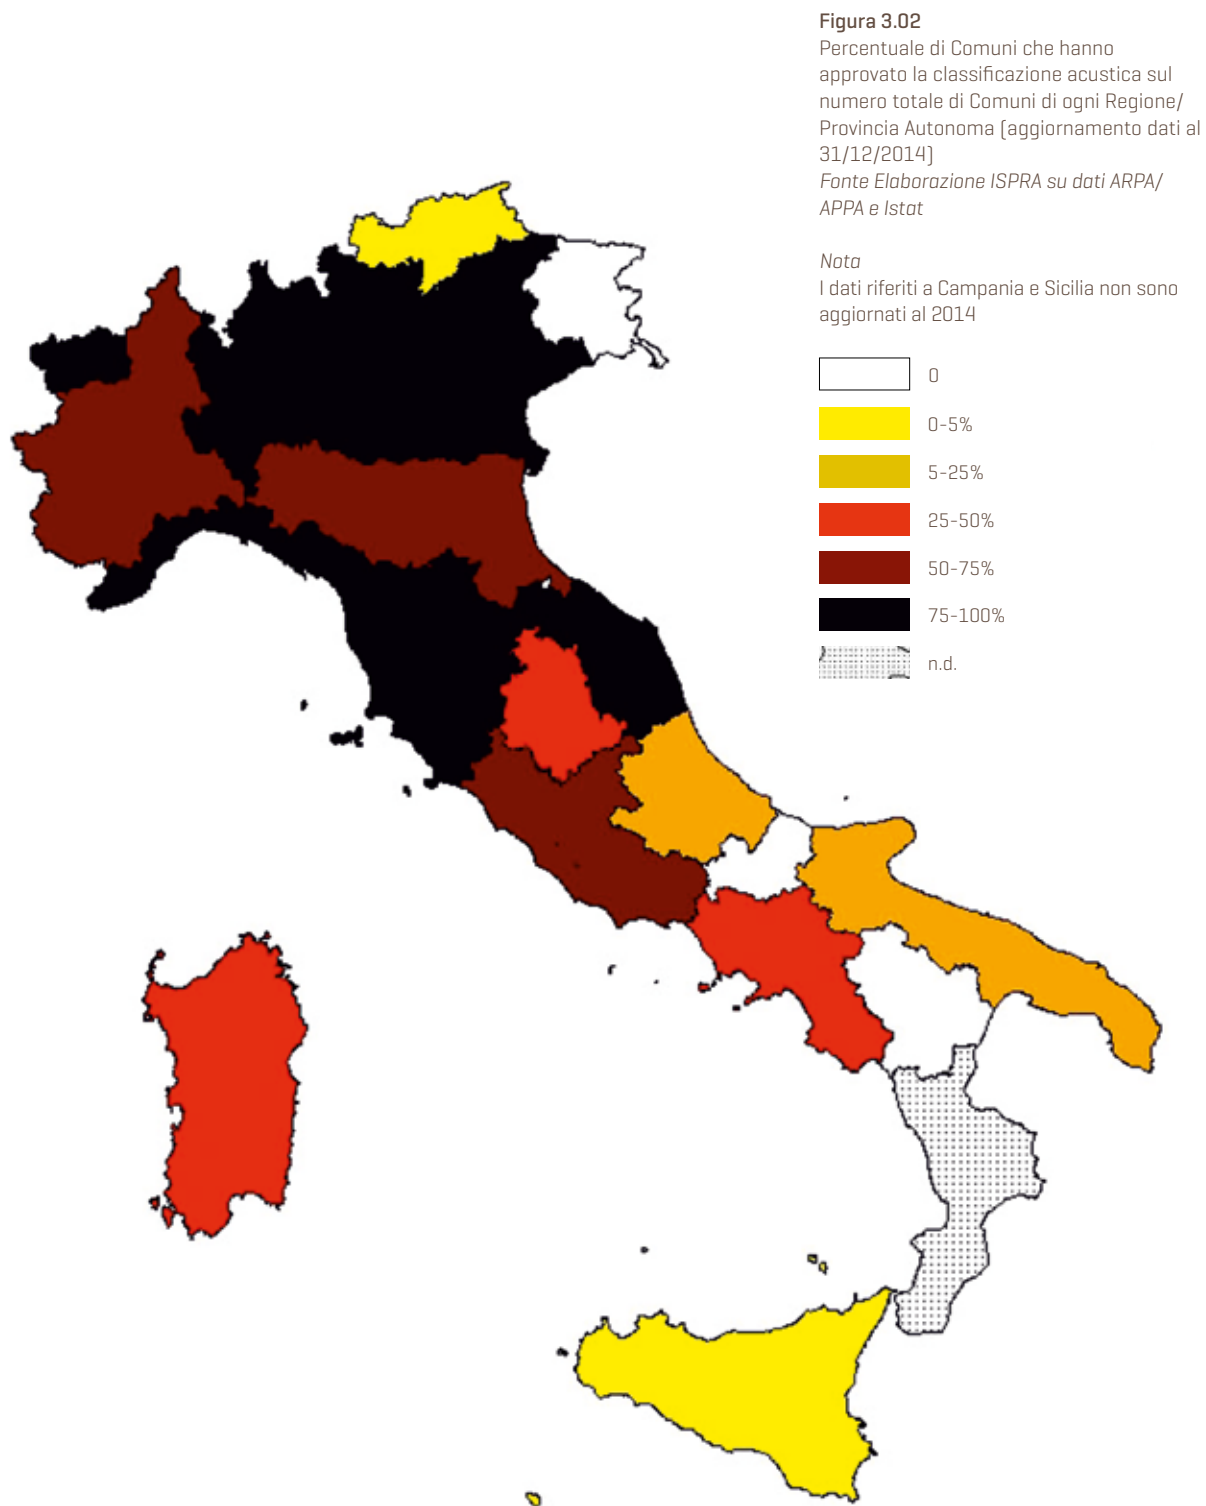 Figura 3.02
Percentuale di Comuni che hanno
approvato la classificazione acustica sul
numero totale di Comuni di ogni Regione/
Provincia Autonoma (aggiornamento dati al
31/12/2014)
Fonte Elaborazione ISPRA su dati ARPA/
APPA e Istat
Nota
I dati riferiti a Campania e Sicilia non sono
aggiornati al 2014
0
0-5%
5-25%
25-50%
50-75%
75-100%
n.d.